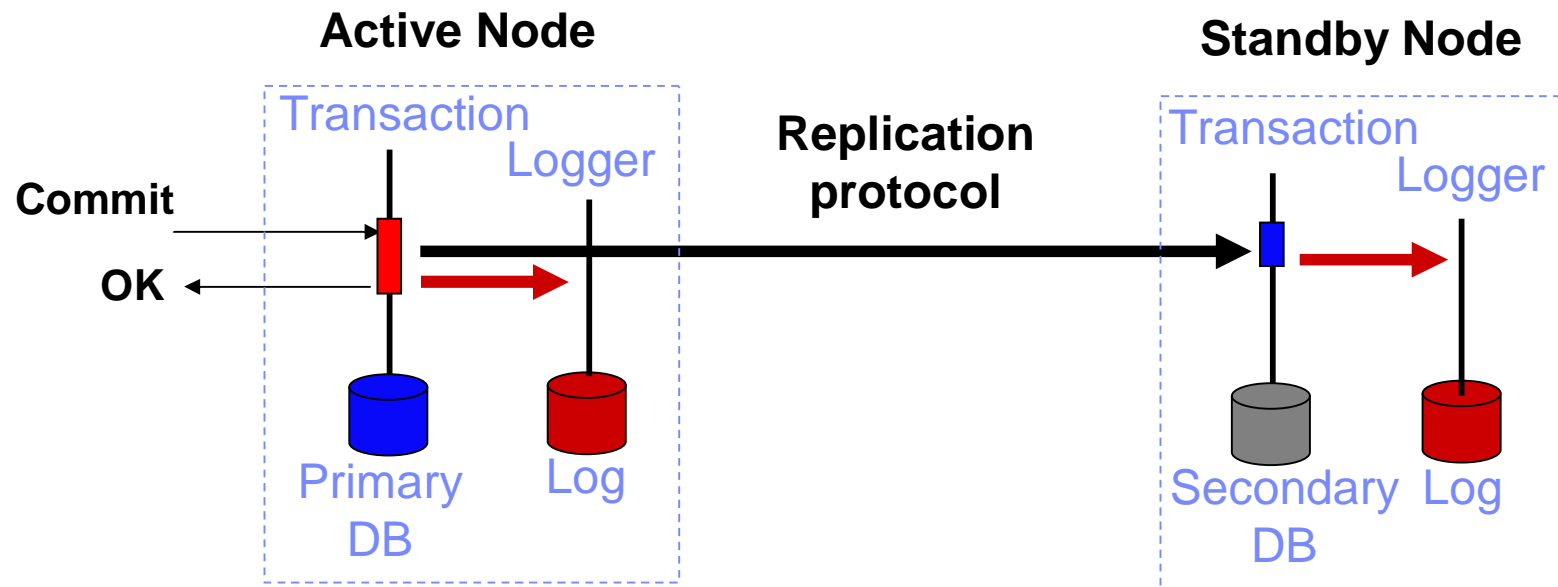 Active Node
Standby Node
Transaction
Logger
Replication
protocol
Transaction
Logger
Commit
OK
Primary
DB
Log
Secondary
DB
Log